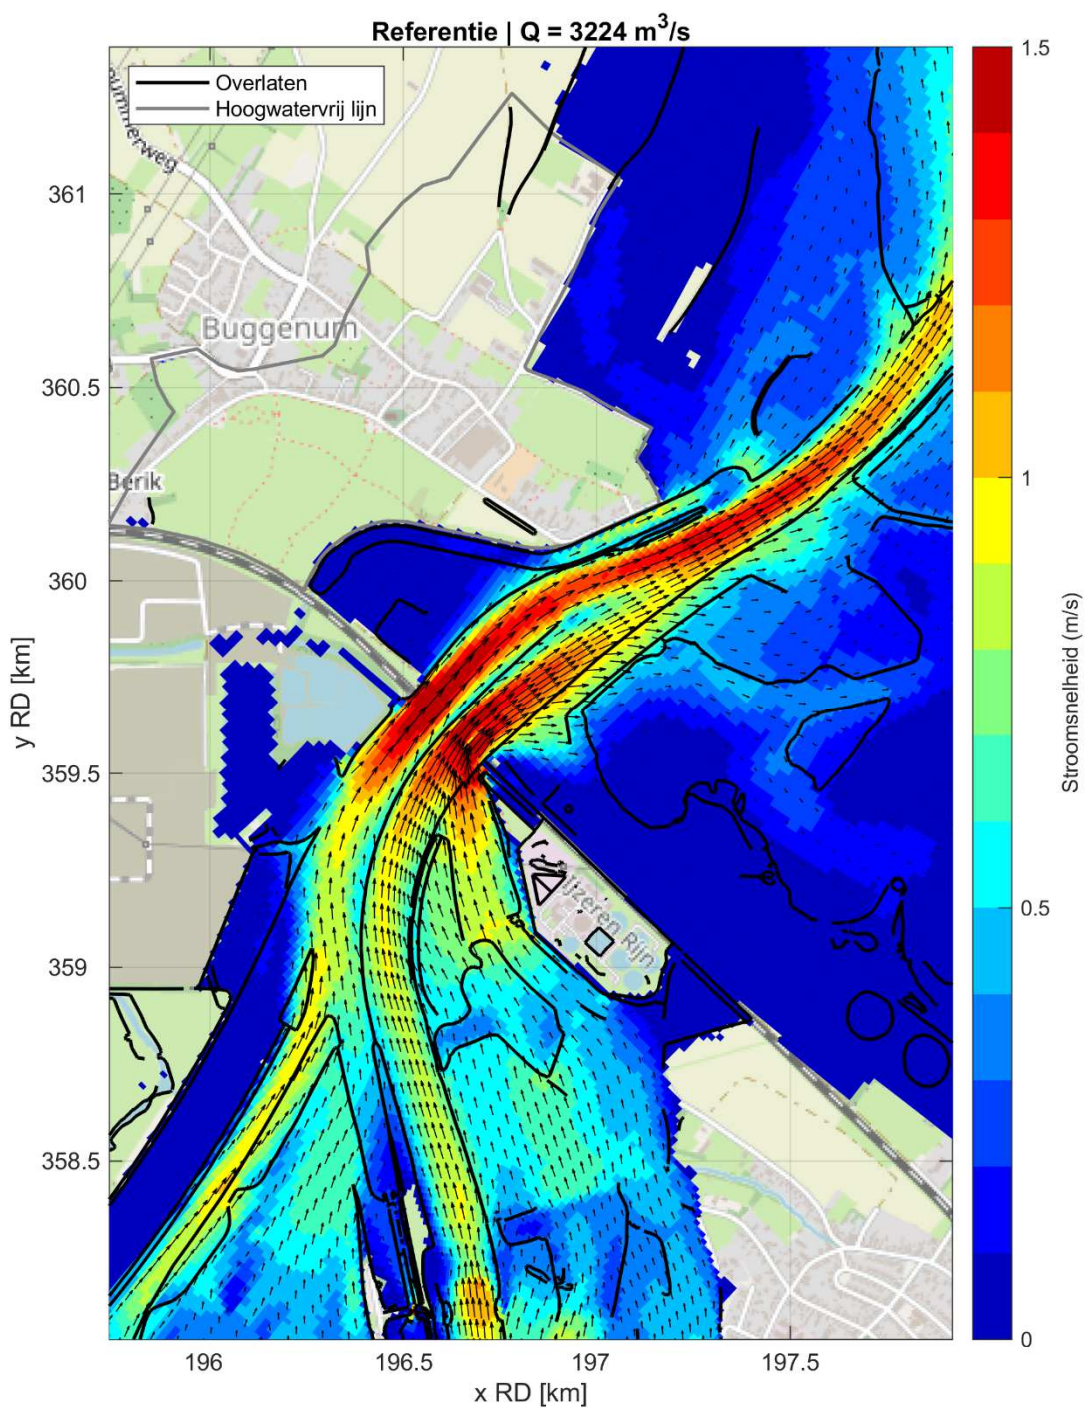 Referentie | Q = 3224 m³/s
Overlaten
Hoogwatervrij lijn
1.5
361
Buggenum
360.5
Berik
1
360
y RD [km]
Stroomsnelheid (m/s)
359.5
IJzeren Rijn
0.5
359
358.5
0
196
196.5
197
197.5
x RD [km]